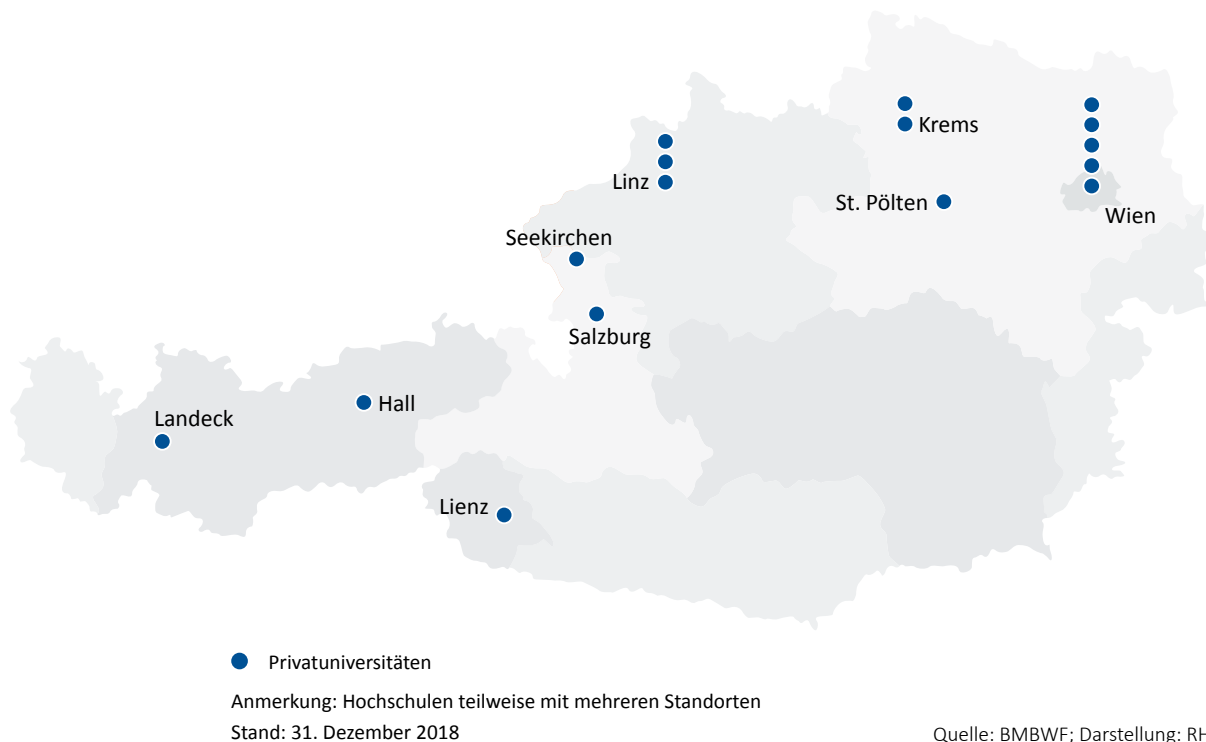 Krems
Linz
St. Pölten
Wien
Seekirchen
Salzburg
Hall
Landeck
Lienz
Privatuniversitäten
Anmerkung: Hochschulen teilweise mit mehreren Standorten
Stand: 31. Dezember 2018
Quelle: BMBWF; Darstellung: RH